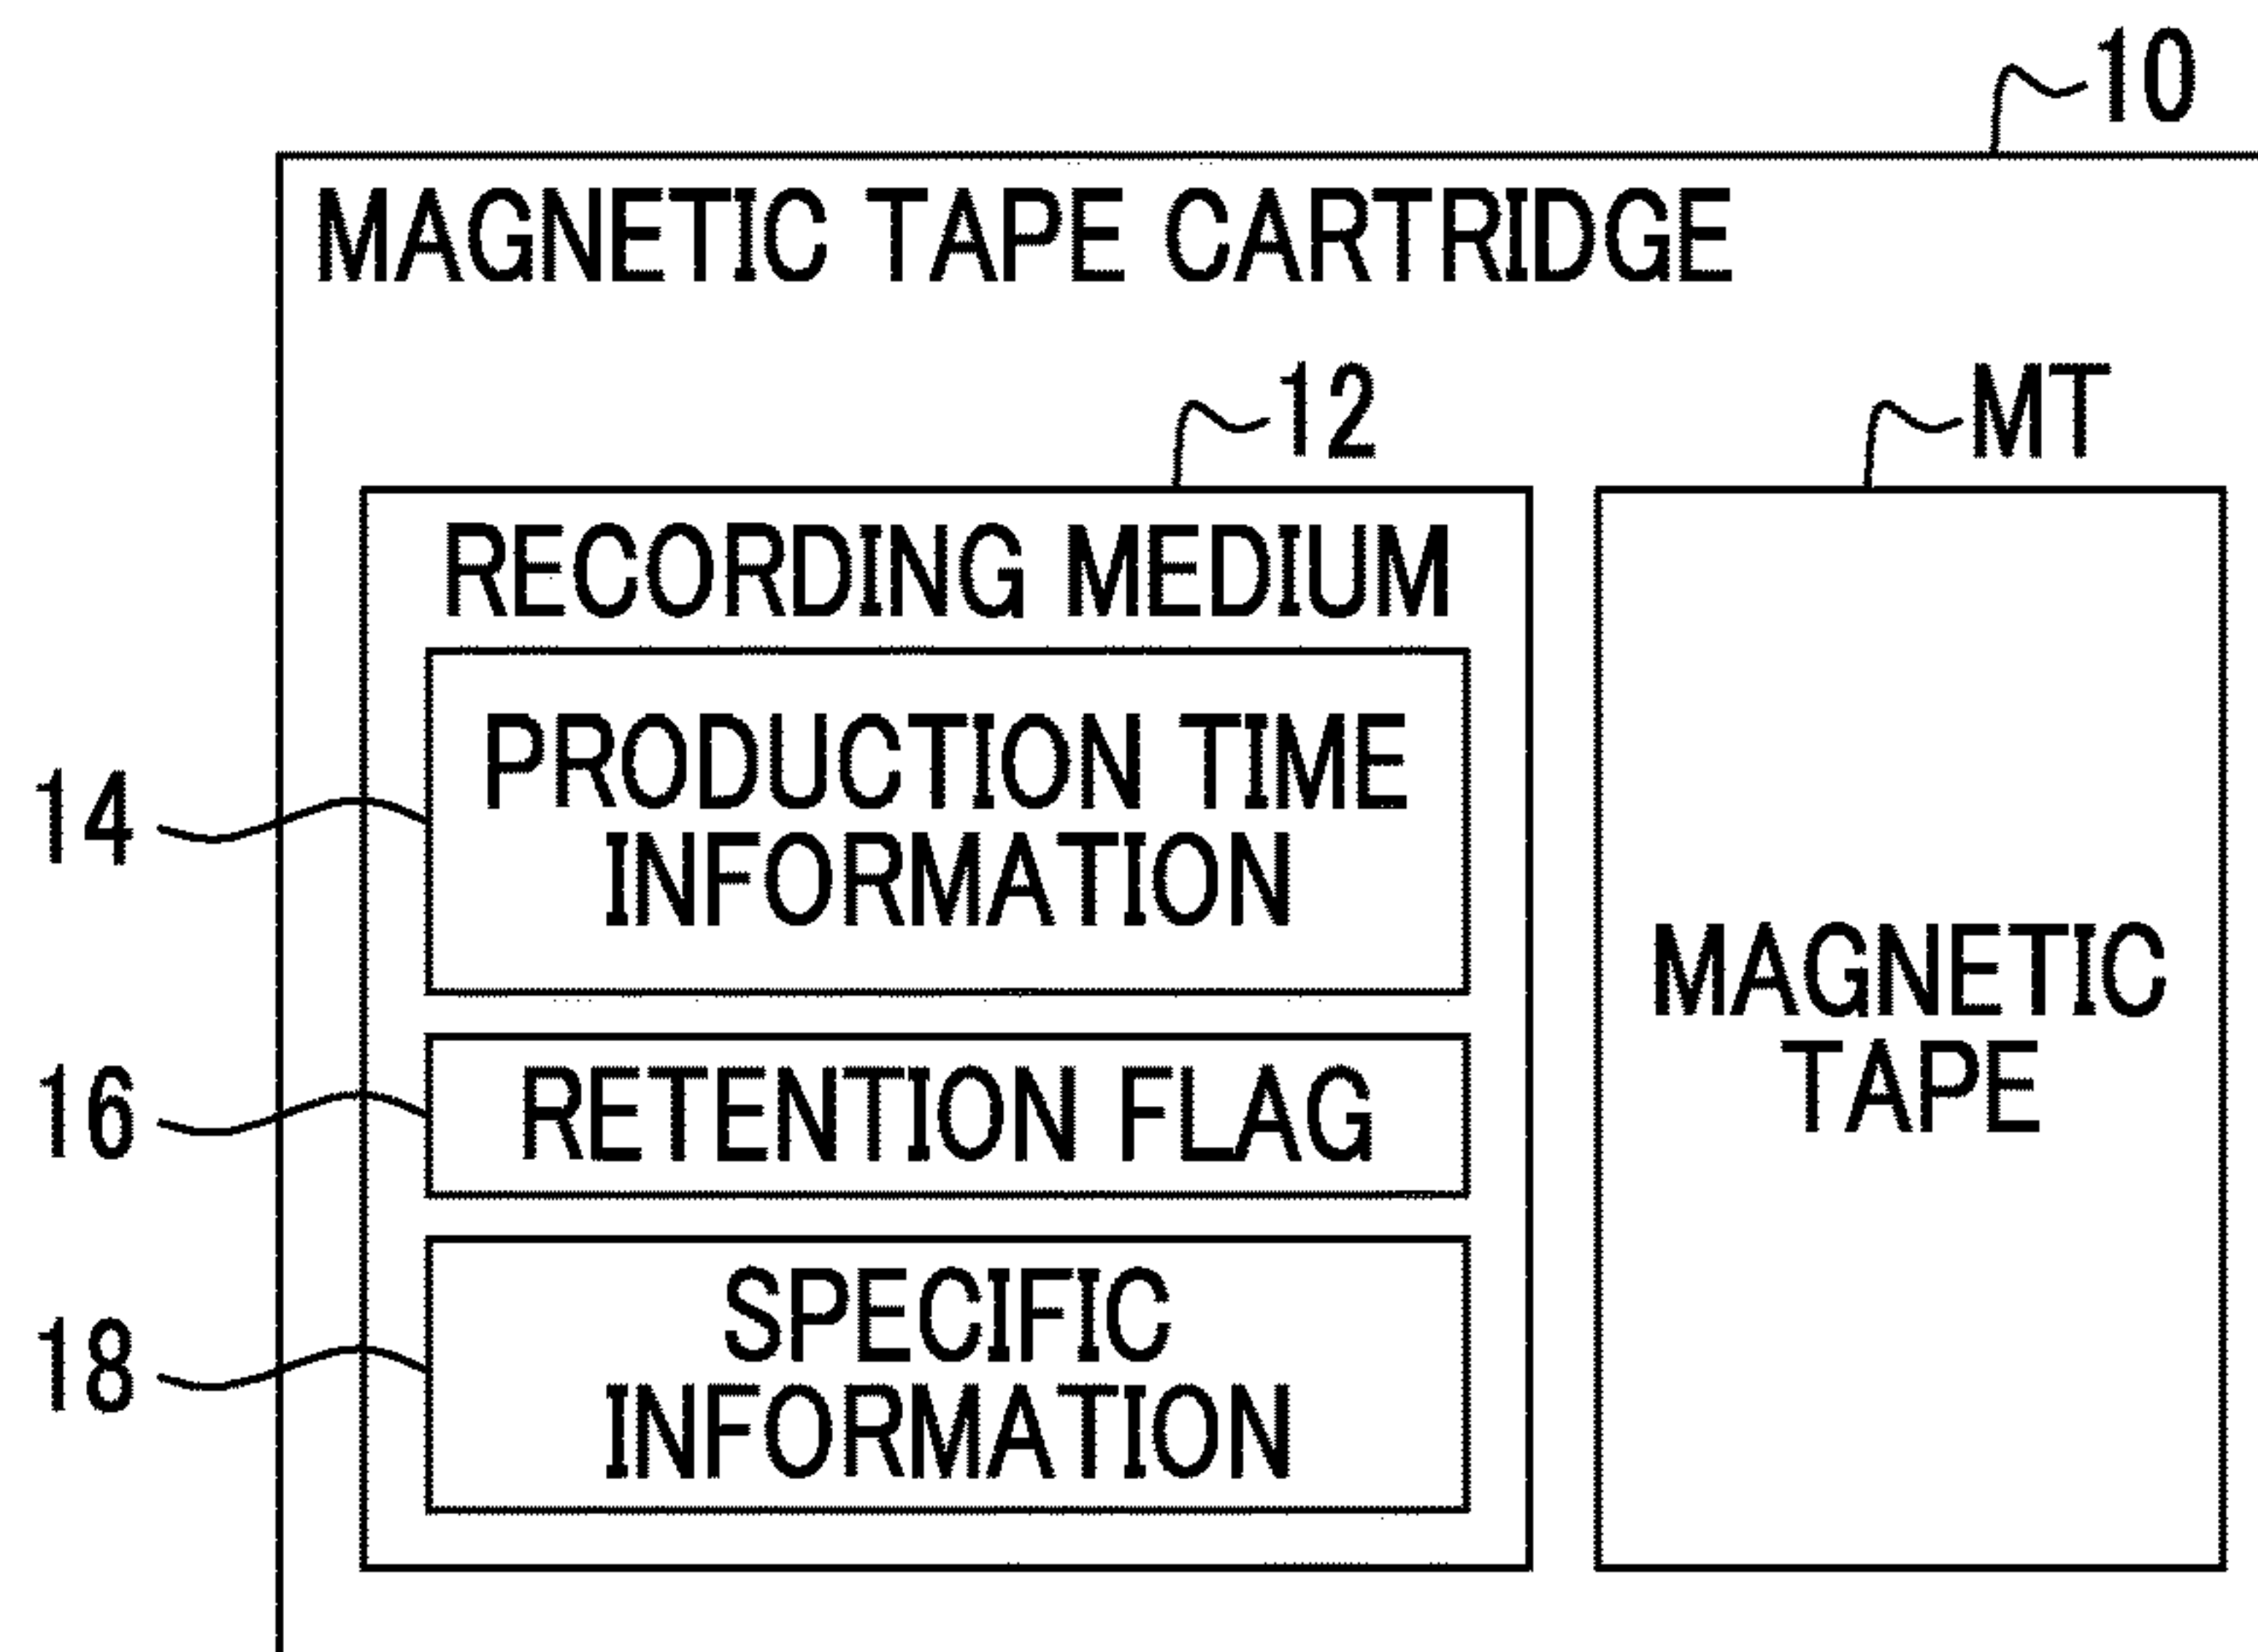 10
MAGNETIC TAPE CARTRIDGE
12
MT
RECORDING MEDIUM
14
PRODUCTION TIME
INFORMATION
MAGNETIC
TAPE
16
RETENTION FLAG
18
SPECIFIC
INFORMATION